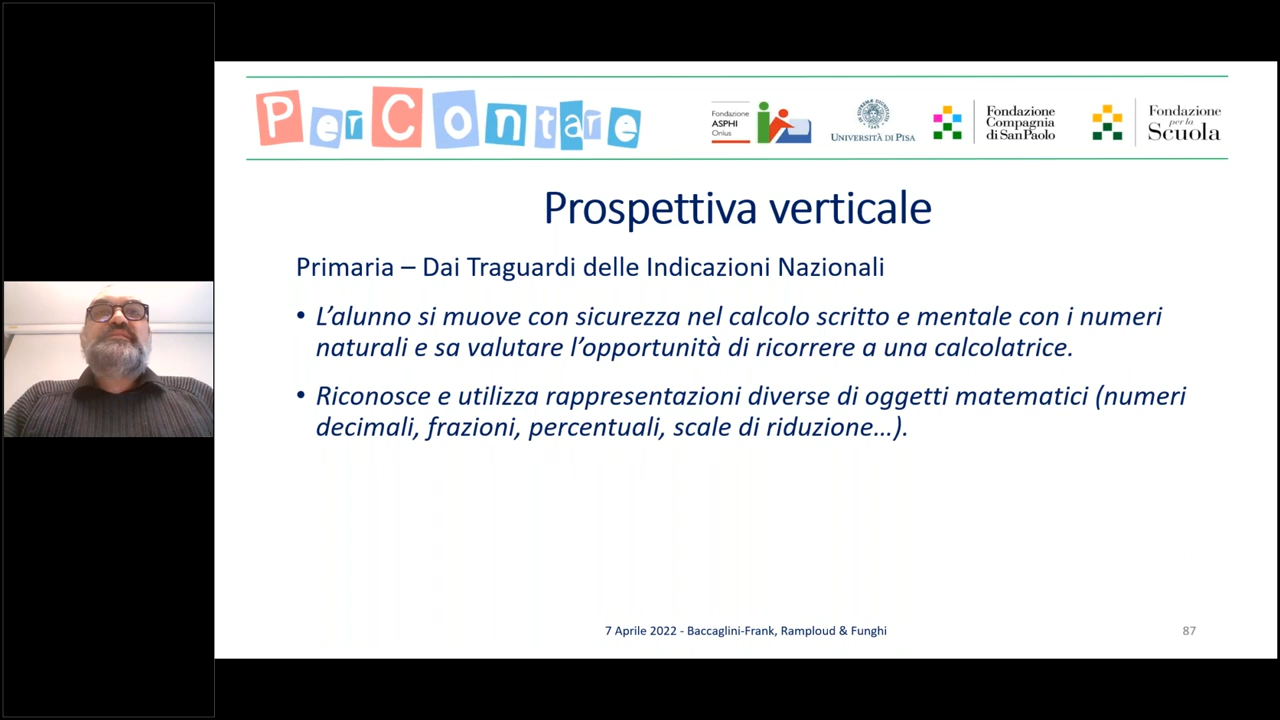 PerContare
Fondazione
ASPHI
Onlus
UNIVERSITÀ DI PISA
Fondazione
Compagnia
di SanPaolo
Fondazione
per la
Scuola
Prospettiva verticale
Primaria – Dai Traguardi delle Indicazioni Nazionali
• L’alunno si muove con sicurezza nel calcolo scritto e mentale con i numeri
naturali e sa valutare l’opportunità di ricorrere a una calcolatrice.
• Riconosce e utilizza rappresentazioni diverse di oggetti matematici (numeri
decimali, frazioni, percentuali, scale di riduzione…).
7 Aprile 2022 - Baccaglini-Frank, Ramploud & Funghi
87